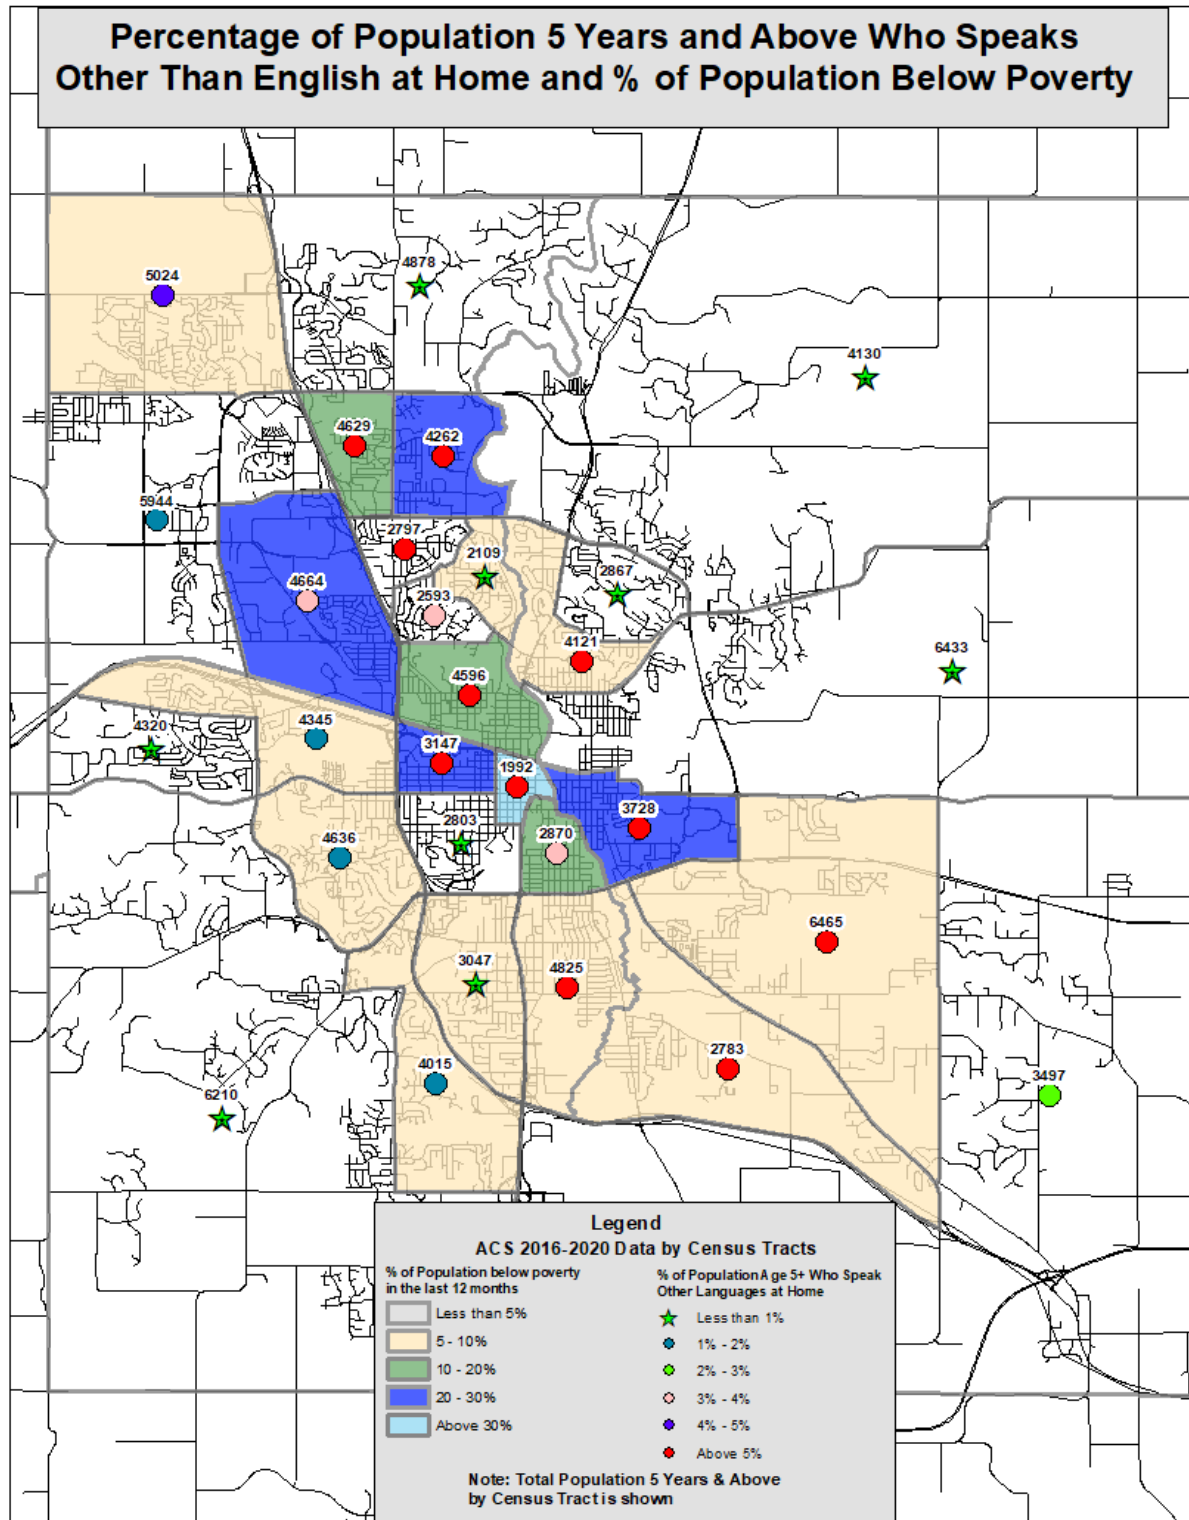 Percentage of Population 5 Years and Above Who Speaks
Other Than English at Home and % of Population Below Poverty
4878
5024
4130
4629
4262
5944
2797
2109
2867
4664
2593
4121
6433
4596
4320
4345
3147
1992
2803
3728
4636
2870
6465
3047
4825
2783
4015
3497
6210
Legend
ACS 2016-2020 Data by Census Tracts
% of Population below poverty
in the last 12 months
Less than 5%
5 - 10%
10 - 20%
20 - 30%
Above 30%
% of Population Age 5+ Who Speak
Other Languages at Home
Less than 1%
1% - 2%
2% - 3%
3% - 4%
4% - 5%
Above 5%
Note: Total Population 5 Years & Above
by Census Tract is shown